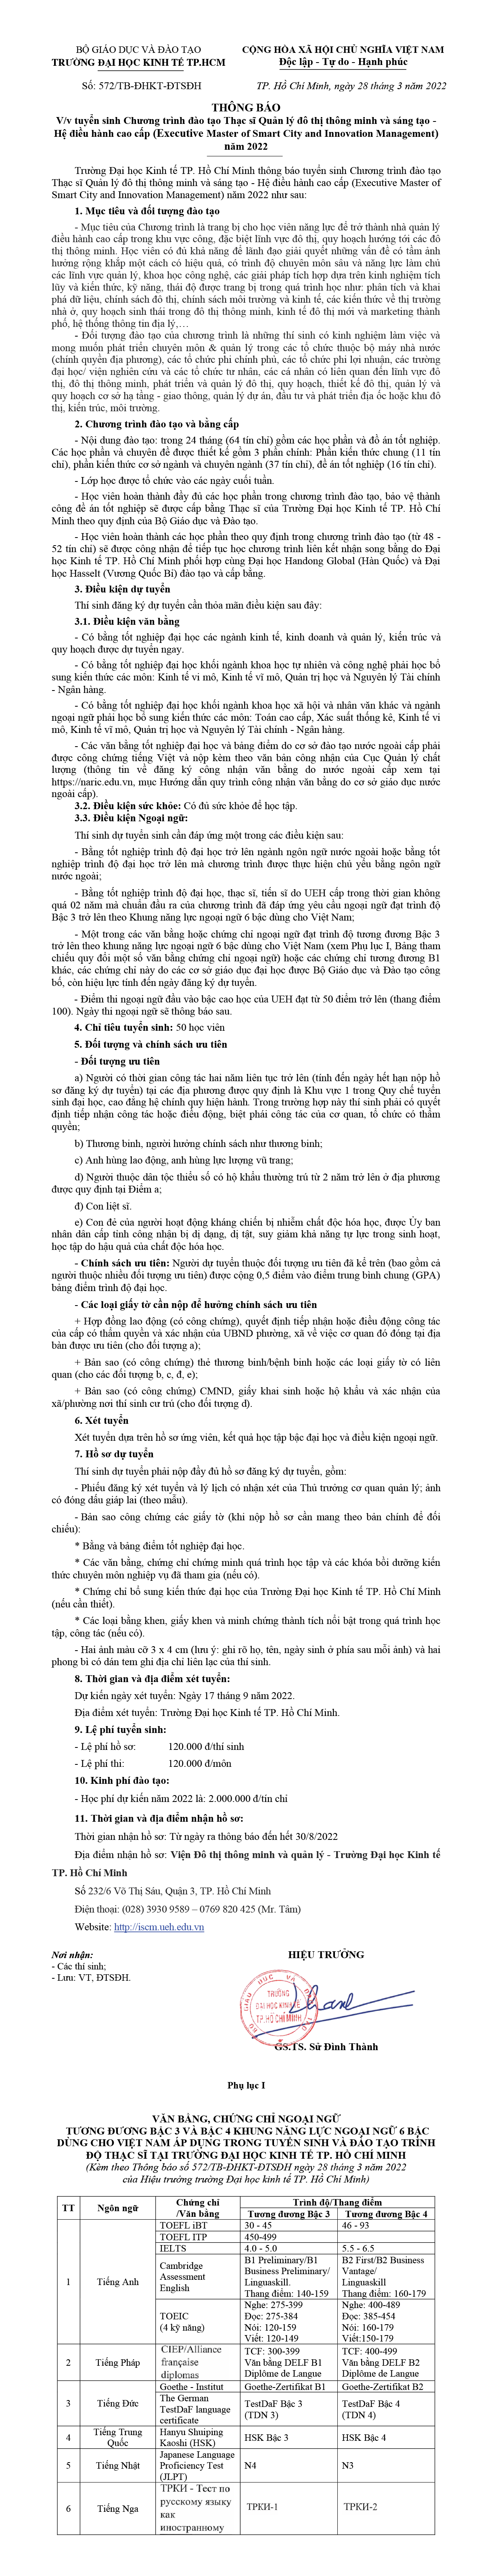 BỘ GIÁO DỤC VÀ ĐÀO TẠO
TRƯỜNG ĐẠI HỌC KINH TẾ TP.HCM
CỘNG HÒA XÃ HỘI CHỦ NGHĨA VIỆT NAM
Độc lập - Tự do - Hạnh phúc
Số: 572/TB-ĐHKT-ĐTSĐH
TP. Hồ Chí Minh, ngày 28 tháng 3 năm 2022
THÔNG BÁO
V/v tuyển sinh Chương trình đào tạo Thạc sĩ Quản lý đô thị thông minh và sáng tạo -
Hệ điều hành cao cấp (Executive Master of Smart City and Innovation Management)
năm 2022
Trường Đại học Kinh tế TP. Hồ Chí Minh thông báo tuyển sinh Chương trình đào tạo
Thạc sĩ Quản lý đô thị thông minh và sáng tạo - Hệ điều hành cao cấp (Executive Master of
Smart City and Innovation Management) năm 2022 như sau:
1. Mục tiêu và đối tượng đào tạo
- Mục tiêu của Chương trình là trang bị cho học viên năng lực để trở thành nhà quản lý
điều hành cao cấp trong khu vực công, đặc biệt lĩnh vực đô thị, quy hoạch hướng tới các đô
thị thông minh. Học viên có đủ khả năng để lãnh đạo giải quyết những vấn đề có tầm ảnh
hưởng rộng khắp một cách có hiệu quả, có trình độ chuyên môn sâu và năng lực làm chủ
các lĩnh vực quản lý, khoa học công nghệ, các giải pháp tích hợp dựa trên kinh nghiệm tích
lũy và kiến thức, kỹ năng, thái độ được trang bị trong quá trình học như: phân tích và khai
phá dữ liệu, chính sách đô thị, chính sách môi trường và kinh tế, các kiến thức về thị trường
nhà ở, quy hoạch sinh thái trong đô thị thông minh, kinh tế đô thị mới và marketing thành
phố, hệ thống thông tin địa lý,…
- Đối tượng đào tạo của chương trình là những thí sinh có kinh nghiệm làm việc và
mong muốn phát triển chuyên môn & quản lý trong các tổ chức thuộc bộ máy nhà nước
(chính quyền địa phương), các tổ chức phi chính phủ, các tổ chức phi lợi nhuận, các trường
đại học/ viện nghiên cứu và các tổ chức tư nhân, các cá nhân có liên quan đến lĩnh vực đô
thị, đô thị thông minh, phát triển và quản lý đô thị, quy hoạch, thiết kế đô thị, quản lý và
quy hoạch cơ sở hạ tầng - giao thông, quản lý dự án, đầu tư và phát triển địa ốc hoặc khu đô
thị, kiến trúc, môi trường.
2. Chương trình đào tạo và bằng cấp
- Nội dung đào tạo: trong 24 tháng (64 tín chỉ) gồm các học phần và đồ án tốt nghiệp.
Các học phần và chuyên đề được thiết kế gồm 3 phần chính: Phần kiến thức chung (11 tín
chỉ), phần kiến thức cơ sở ngành và chuyên ngành (37 tín chỉ), đề án tốt nghiệp (16 tín chỉ).
- Lớp học được tổ chức vào các ngày cuối tuần.
- Học viên hoàn thành đầy đủ các học phần trong chương trình đào tạo, bảo vệ thành
công đề án tốt nghiệp sẽ được cấp bằng Thạc sĩ của Trường Đại học Kinh tế TP. Hồ Chí
Minh theo quy định của Bộ Giáo dục và Đào tạo.
- Học viên hoàn thành các học phần theo quy định trong chương trình đào tạo (từ 48 -
52 tín chỉ) sẽ được công nhận để tiếp tục học chương trình liên kết nhận song bằng do Đại
học Kinh tế TP. Hồ Chí Minh phối hợp cùng Đại học Handong Global (Hàn Quốc) và Đại
học Hasselt (Vương Quốc Bỉ) đào tạo và cấp bằng.
3. Điều kiện dự tuyển
Thí sinh đăng ký dự tuyển cần thỏa mãn điều kiện sau đây:
3.1. Điều kiện văn bằng
- Có bằng tốt nghiệp đại học các ngành kinh tế, kinh doanh và quản lý, kiến trúc và
quy hoạch được dự tuyển ngay.
- Có bằng tốt nghiệp đại học khối ngành khoa học tự nhiên và công nghệ phải học bổ
sung kiến thức các môn: Kinh tế vi mô, Kinh tế vĩ mô, Quản trị học và Nguyên lý Tài chính
- Ngân hàng.
- Có bằng tốt nghiệp đại học khối ngành khoa học xã hội và nhân văn khác và ngành
ngoại ngữ phải học bổ sung kiến thức các môn: Toán cao cấp, Xác suất thống kê, Kinh tế vi
mô, Kinh tế vĩ mô, Quản trị học và Nguyên lý Tài chính - Ngân hàng.
- Các văn bằng tốt nghiệp đại học và bảng điểm do cơ sở đào tạo nước ngoài cấp phải
được công chứng tiếng Việt và nộp kèm theo văn bản công nhận của Cục Quản lý chất
lượng (thông tin về đăng ký công nhận văn bằng do nước ngoài cấp xem tại
https://naric.edu.vn, mục Hướng dẫn quy trình công nhận văn bằng do cơ sở giáo dục nước
ngoài cấp).
3.2. Điều kiện sức khỏe: Có đủ sức khỏe để học tập.
3.3. Điều kiện Ngoại ngữ:
Thí sinh dự tuyển sinh cần đáp ứng một trong các điều kiện sau:
- Bằng tốt nghiệp trình độ đại học trở lên ngành ngôn ngữ nước ngoài hoặc bằng tốt
nghiệp trình độ đại học trở lên mà chương trình được thực hiện chủ yếu bằng ngôn ngữ
nước ngoài;
- Bằng tốt nghiệp trình độ đại học, thạc sĩ, tiến sĩ do UEH cấp trong thời gian không
quá 02 năm mà chuẩn đầu ra của chương trình đã đáp ứng yêu cầu ngoại ngữ đạt trình độ
Bậc 3 trở lên theo Khung năng lực ngoại ngữ 6 bậc dùng cho Việt Nam;
- Một trong các văn bằng hoặc chứng chỉ ngoại ngữ đạt trình độ tương đương Bậc 3
trở lên theo khung năng lực ngoại ngữ 6 bậc dùng cho Việt Nam (xem Phụ lục I, Bảng tham
chiếu quy đổi một số văn bằng chứng chỉ ngoại ngữ) hoặc các chứng chỉ tương đương B1
khác, các chứng chỉ này do các cơ sở giáo dục đại học được Bộ Giáo dục và Đào tạo công
bố, còn hiệu lực tính đến ngày đăng ký dự tuyển.
- Điểm thi ngoại ngữ đầu vào bậc cao học của UEH đạt từ 50 điểm trở lên (thang điểm
100). Ngày thi ngoại ngữ sẽ thông báo sau.
4. Chỉ tiêu tuyển sinh: 50 học viên
5. Đối tượng và chính sách ưu tiên
- Đối tượng ưu tiên
a) Người có thời gian công tác hai năm liên tục trở lên (tính đến ngày hết hạn nộp hồ
sơ đăng ký dự tuyển) tại các địa phương được quy định là Khu vực 1 trong Quy chế tuyển
sinh đại học, cao đẳng hệ chính quy hiện hành. Trong trường hợp này thí sinh phải có quyết
định tiếp nhận công tác hoặc điều động, biệt phái công tác của cơ quan, tổ chức có thẩm
quyền;
b) Thương binh, người hưởng chính sách như thương binh;
c) Anh hùng lao động, anh hùng lực lượng vũ trang;
d) Người thuộc dân tộc thiểu số có hộ khẩu thường trú từ 2 năm trở lên ở địa phương
được quy định tại Điểm a;
đ) Con liệt sĩ.
e) Con đẻ của người hoạt động kháng chiến bị nhiễm chất độc hóa học, được Ủy ban
nhân dân cấp tỉnh công nhận bị dị dạng, dị tật, suy giảm khả năng tự lực trong sinh hoạt,
học tập do hậu quả của chất độc hóa học.
- Chính sách ưu tiên: Người dự tuyển thuộc đối tượng ưu tiên đã kể trên (bao gồm cả
người thuộc nhiều đối tượng ưu tiên) được cộng 0,5 điểm vào điểm trung bình chung (GPA)
bảng điểm trình độ đại học.
- Các loại giấy tờ cần nộp để hưởng chính sách ưu tiên
+ Hợp đồng lao động (có công chứng), quyết định tiếp nhận hoặc điều động công tác
của cấp có thẩm quyền và xác nhận của UBND phường, xã về việc cơ quan đó đóng tại địa
bàn được ưu tiên (cho đối tượng a);
+ Bản sao (có công chứng) thẻ thương binh/bệnh binh hoặc các loại giấy tờ có liên
quan (cho các đối tượng b, c, đ, e);
+ Bản sao (có công chứng) CMND, giấy khai sinh hoặc hộ khẩu và xác nhận của
xã/phường nơi thí sinh cư trú (cho đối tượng d).
6. Xét tuyển
Xét tuyển dựa trên hồ sơ ứng viên, kết quả học tập bậc đại học và điều kiện ngoại ngữ.
7. Hồ sơ dự tuyển
Thí sinh dự tuyển phải nộp đầy đủ hồ sơ đăng ký dự tuyển, gồm:
- Phiếu đăng ký xét tuyển và lý lịch có nhận xét của Thủ trưởng cơ quan quản lý; ảnh
có đóng dấu giáp lai (theo mẫu).
- Bản sao công chứng các giấy tờ (khi nộp hồ sơ cần mang theo bản chính để đối
chiếu):
* Bằng và bảng điểm tốt nghiệp đại học.
* Các văn bằng, chứng chỉ chứng minh quá trình học tập và các khóa bồi dưỡng kiến
thức chuyên môn nghiệp vụ đã tham gia (nếu có).
* Chứng chỉ bổ sung kiến thức đại học của Trường Đại học Kinh tế TP. Hồ Chí Minh
(nếu cần thiết).
* Các loại bằng khen, giấy khen và minh chứng thành tích nổi bật trong quá trình học
tập, công tác (nếu có).
- Hai ảnh màu cỡ 3 x 4 cm (lưu ý: ghi rõ họ, tên, ngày sinh ở phía sau mỗi ảnh) và hai
phong bì có dán tem ghi địa chỉ liên lạc của thí sinh.
8. Thời gian và địa điểm xét tuyển:
Dự kiến ngày xét tuyển: Ngày 17 tháng 9 năm 2022.
Địa điểm xét tuyển: Trường Đại học Kinh tế TP. Hồ Chí Minh.
9. Lệ phí tuyển sinh:
- Lệ phí hồ sơ: 120.000 đ/thí sinh
- Lệ phí thi: 120.000 đ/môn
10. Kinh phí đào tạo:
- Học phí dự kiến năm 2022 là: 2.000.000 đ/tín chỉ
11. Thời gian và địa điểm nhận hồ sơ:
Thời gian nhận hồ sơ: Từ ngày ra thông báo đến hết 30/8/2022
Địa điểm nhận hồ sơ: Viện Đô thị thông minh và quản lý - Trường Đại học Kinh tế
TP. Hồ Chí Minh
Số 232/6 Võ Thị Sáu, Quận 3, TP. Hồ Chí Minh
Điện thoại: (028) 3930 9589 – 0769 820 425 (Mr. Tâm)
Website: http://iscm.ueh.edu.vn
Nơi nhận:
- Các thí sinh;
- Lưu: VT, ĐTSĐH.
HIỆU TRƯỞNG
TRƯỜNG
ĐẠI HỌC KINH TẾ
TP.HỒ CHÍ MINH
GS.TS. Sử Đình Thành
Phụ lục I
VĂN BẰNG, CHỨNG CHỈ NGOẠI NGỮ
TƯƠNG ĐƯƠNG BẬC 3 VÀ BẬC 4 KHUNG NĂNG LỰC NGOẠI NGỮ 6 BẬC
DÙNG CHO VIỆT NAM ÁP DỤNG TRONG TUYỂN SINH VÀ ĐÀO TẠO TRÌNH
ĐỘ THẠC SĨ TẠI TRƯỜNG ĐẠI HỌC KINH TẾ TP. HỒ CHÍ MINH
(Kèm theo Thông báo số 572/TB-ĐHKT-ĐTSĐH ngày 28 tháng 3 năm 2022
của Hiệu trưởng trường Đại học kinh tế TP. Hồ Chí Minh)
TT Ngôn ngữ Chứng chỉ /Văn bằng Trình độ/Thang điểm
Tương đương Bậc 3 Tương đương Bậc 4
1 Tiếng Anh
TOEFL iBT 30 - 45 46 - 93
TOEFL ITP 450-499
IELTS 4.0 - 5.0 5.5 - 6.5
Cambridge B1 Preliminary/B1 B2 First/B2 Business
Assessment Business Preliminary/ Vantage/
English Linguaskill. Linguaskill
Thang điểm: 140-159 Thang điểm: 160-179
TOEIC Nghe: 275-399 Nghe: 400-489
(4 kỹ năng) Đọc: 275-384 Đọc: 385-454
Nói: 120-159 Nói: 160-179
Viết: 120-149 Viết:150-179
2 Tiếng Pháp
CIEP/Alliance TCF: 300-399 TCF: 400-499
française Văn bằng DELF B1 Văn bằng DELF B2
diplomas Diplôme de Langue Diplôme de Langue
3 Tiếng Đức
Goethe - Institut Goethe-Zertifikat B1 Goethe-Zertifikat B2
The German TestDaF language certificate
TestDaF Bậc 3 (TDN 3)
TestDaF Bậc 4 (TDN 4)
4 Tiếng Trung Quốc
Hanyu Shuiping Kaoshi (HSK) HSK Bậc 3 HSK Bậc 4
5 Tiếng Nhật
Japanese Language Proficiency Test (JLPT) N4 N3
6 Tiếng Nga
ТРКИ - Тест по
русскому языку
как
иностранному
ТРКИ-1 ТРКИ-2